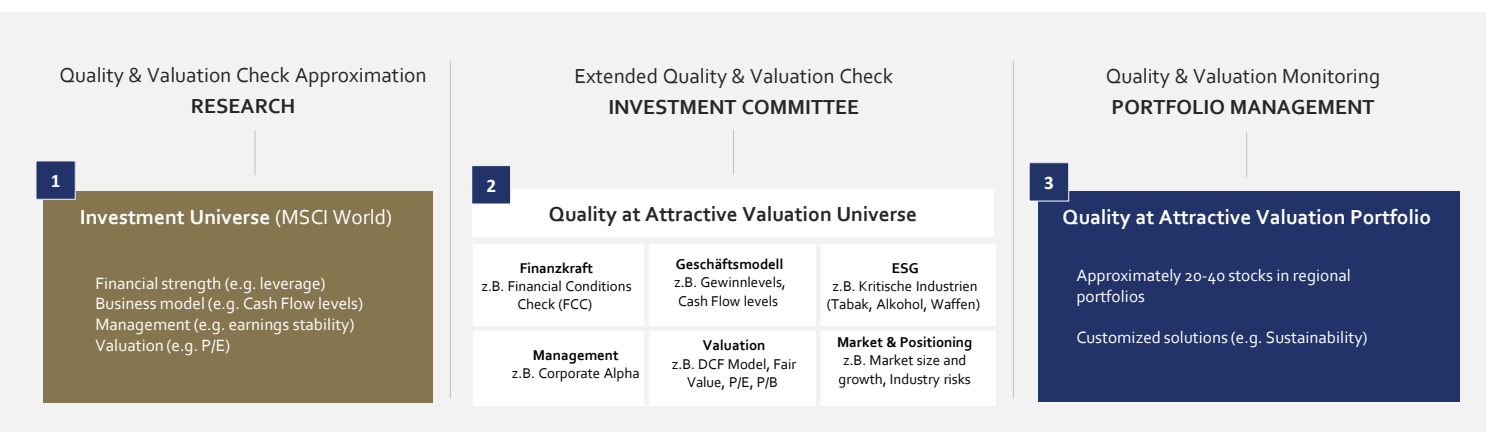 Quality & Valuation Check Approximation
RESEARCH
1
Investment Universe (MSCI World)
Financial strength (e.g. leverage)
Business model (e.g. Cash Flow levels)
Management (e.g. earnings stability)
Valuation (e.g. P/E)
Extended Quality & Valuation Check
INVESTMENT COMMITTEE
2
Quality at Attractive Valuation Universe
Finanzkraft
z.B. Financial Conditions
Check (FCC)
Geschäftsmodell
z.B. Gewinnlevels,
Cash Flow levels
ESG
z.B. Kritische Industrien
(Tabak, Alkohol, Waffen)
Management
z.B. Corporate Alpha
Valuation
z.B. DCF Model, Fair
Value, P/E, P/B
Market & Positioning
z.B. Market size and
growth, Industry risks
Quality & Valuation Monitoring
PORTFOLIO MANAGEMENT
3
Quality at Attractive Valuation Portfolio
Approximately 20-40 stocks in regional
portfolios
Customized solutions (e.g. Sustainability)